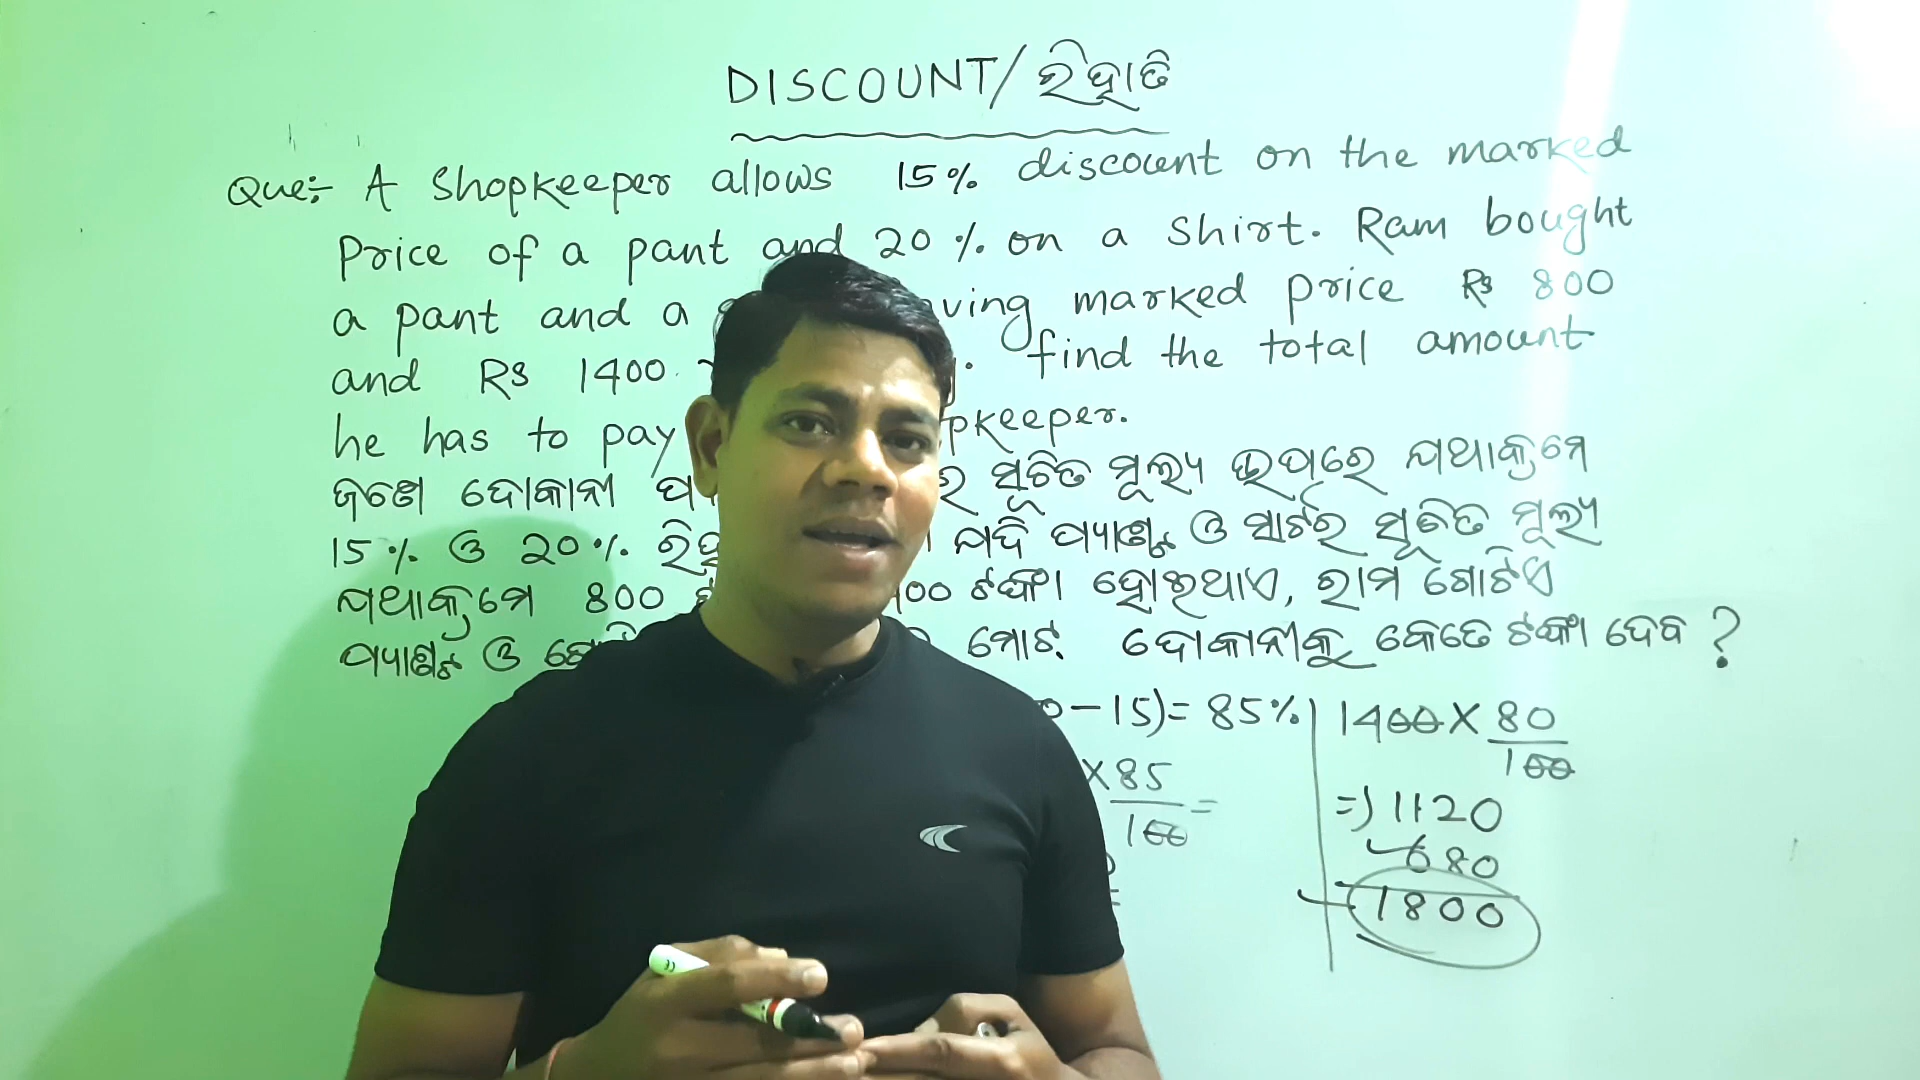 DISCOUNT/ରିହାତି
Que:- A Shopkeeper allows 15% discount on the marked
Price of a pant and 20% on a Shirt. Ram bought
a pant and a ving marked price Rs 800
and Rs 1400 . find the total amount
he has to pay pkeeper.
ଜଣେ ଦୋକାନୀ ର ସୂଚିତ ମୂଲ୍ୟ ଉପରେ ଯଥାକ୍ରମେ
15% ଓ 20% ଯଦି ପ୍ୟାଣ୍ଟ ଓ ସାର୍ଟର ସୂଚିତ ମୂଲ୍ୟ
ଯଥାକ୍ରମେ 800 400 ଟଙ୍କା ହୋଇଥାଏ, ରାମ ଗୋଟିଏ
ପ୍ୟାଣ୍ଟ ଓ ମୋଟ ଦୋକାନୀକୁ କେତେ ଟଙ୍କା ଦେବ ?
0-15)= 85%
× 85
100 =
1400 × 80
100
=) 1120
680
1800